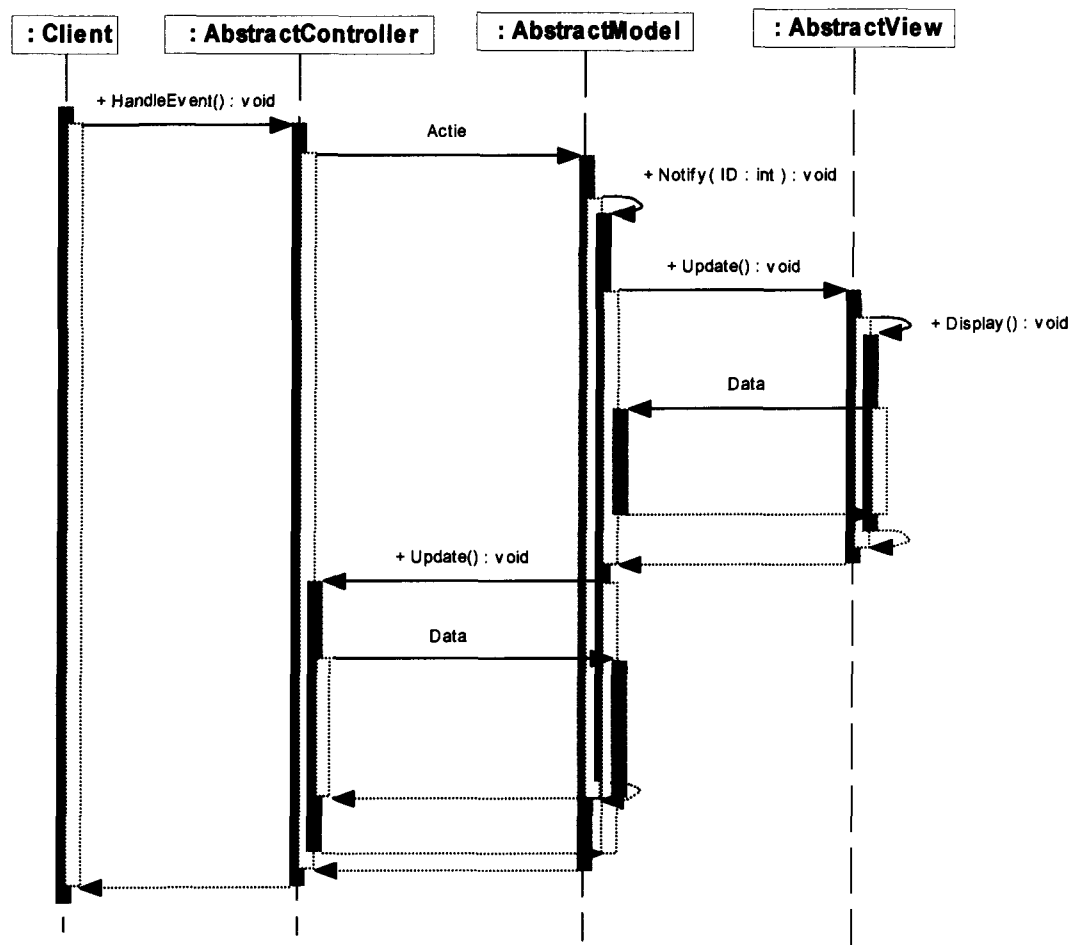 : Client
: AbstractController
: AbstractModel
: AbstractView
+ HandleEvent() : void
Actie
+ Notify( ID : int ) : void
+ Update() : void
+ Display() : void
Data
+ Update() : void
Data